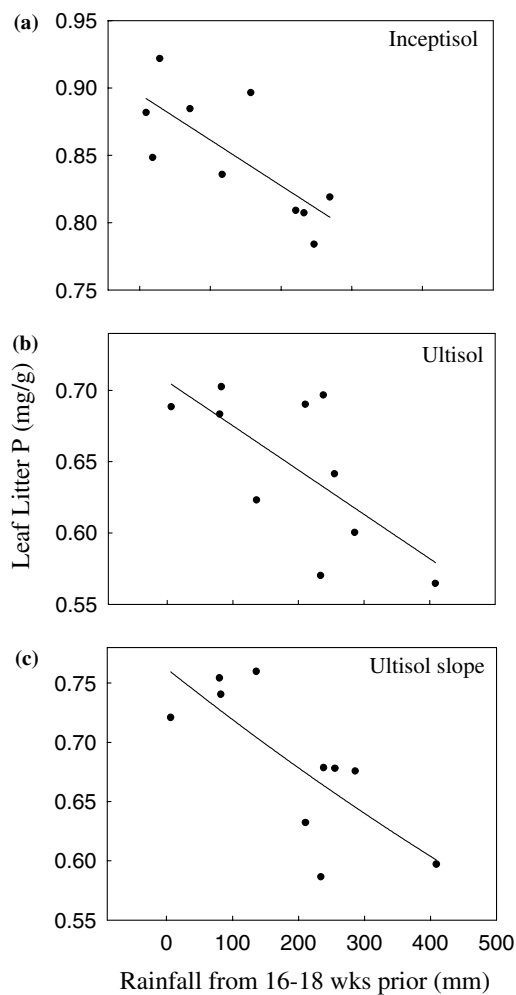 (a)
Inceptisol
0.95
0.90
0.85
0.80
0.75
(b)
Ultisol
0.70
0.65
0.60
0.55
Leaf Litter P (mg/g)
(c)
Ultisol slope
0.75
0.70
0.65
0.60
0.55
0 100 200 300 400 500
Rainfall from 16-18 wks prior (mm)